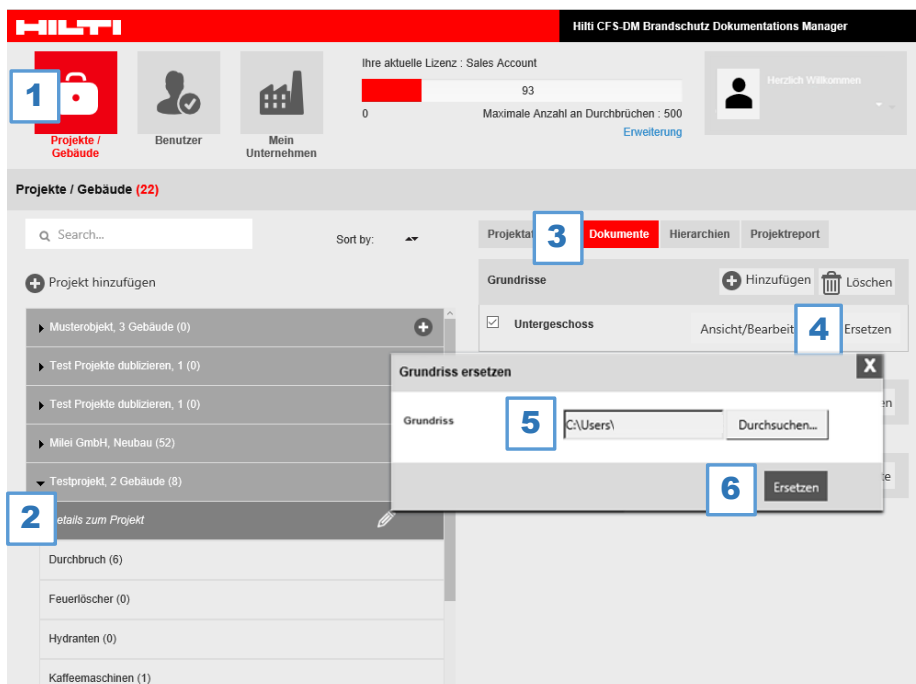 HILTI
Hilti CFS-DM Brandschutz Dokumentations Manager
1
Projekte / Gebäude
Benutzer
Mein Unternehmen
Ihre aktuelle Lizenz : Sales Account
93
0 Maximale Anzahl an Durchbrüchen : 500
Erweiterung
Herzlich Willkommen
Projekte / Gebäude (22)
Search...
Sort by:
Projekt hinzufügen
Musterobjekt, 3 Gebäude (0)
Test Projekte dublizieren, 1 (0)
Test Projekte dublizieren, 1 (0)
Milei GmbH, Neubau (52)
Testprojekt, 2 Gebäude (8)
2
etails zum Projekt
Durchbruch (6)
Feuerlöscher (0)
Hydranten (0)
Kaffeemaschinen (1)
Projekta 3 Dokumente Hierarchien Projektreport
Grundrisse Hinzufügen Löschen
Untergeschoss Ansicht/Bearbeit 4 Ersetzen
Grundriss ersetzen X
Grundriss 5 C:\Users\ Durchsuchen...
6 Ersetzen
en
te